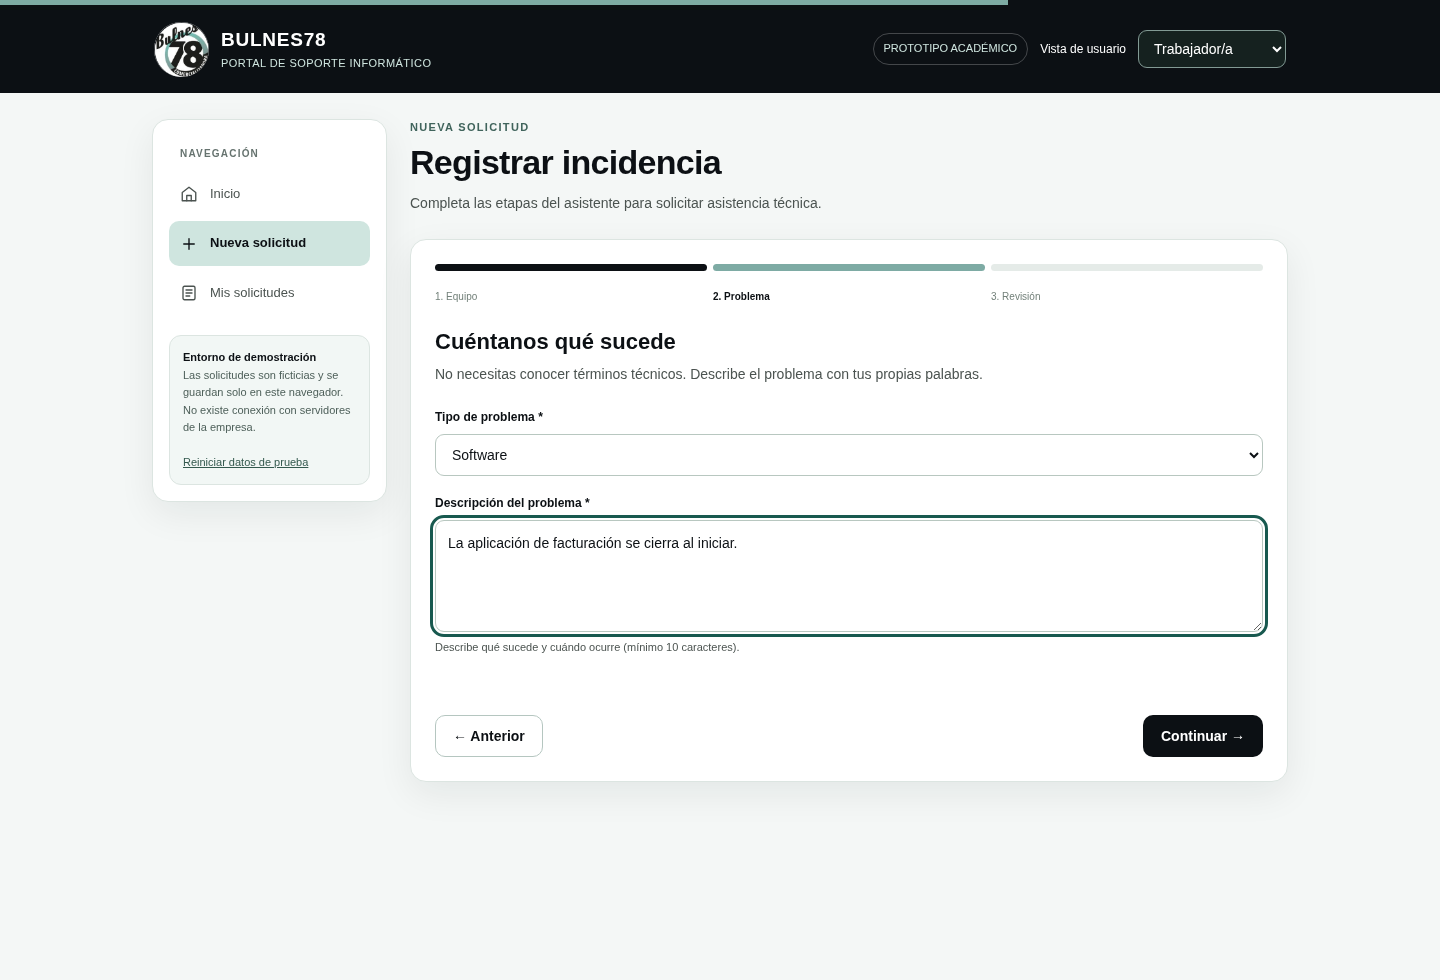 Bulnes
78
BULNES78
PORTAL DE SOPORTE INFORMÁTICO
PROTOTIPO ACADÉMICO
Vista de usuario
Trabajador/a
NAVEGACIÓN
Inicio
Nueva solicitud
Mis solicitudes
Entorno de demostración
Las solicitudes son ficticias y se
guardan solo en este navegador.
No existe conexión con servidores
de la empresa.
Reiniciar datos de prueba
NUEVA SOLICITUD
Registrar incidencia
Completa las etapas del asistente para solicitar asistencia técnica.
1. Equipo
2. Problema
3. Revisión
Cuéntanos qué sucede
No necesitas conocer términos técnicos. Describe el problema con tus propias palabras.
Tipo de problema *
Software
Descripción del problema *
La aplicación de facturación se cierra al iniciar.
Describe qué sucede y cuándo ocurre (mínimo 10 caracteres).
← Anterior
Continuar →